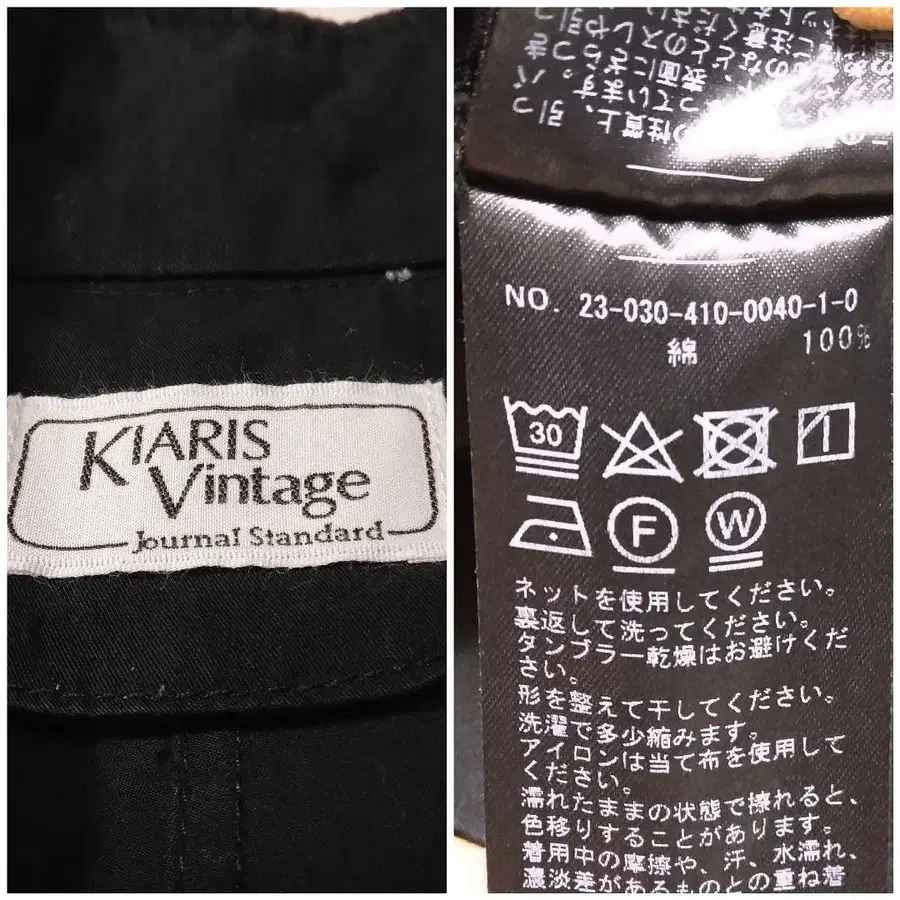 KIARIS
Vintage
Journal Standard
NO. 23-030-410-0040-1-0
綿 100%
30
F
W
ネットを使用してください。
裏返して洗ってください。
タンブラー乾燥はお避けくだ
さい。
形を整えて干してください。
洗濯で多少縮みます。
アイロンは当て布を使用して
ください。
濡れたままの状態で擦れると、
色移りすることがあります。
着用中の摩擦や、汗、水濡れ、
濃淡差があるものとの重ね着